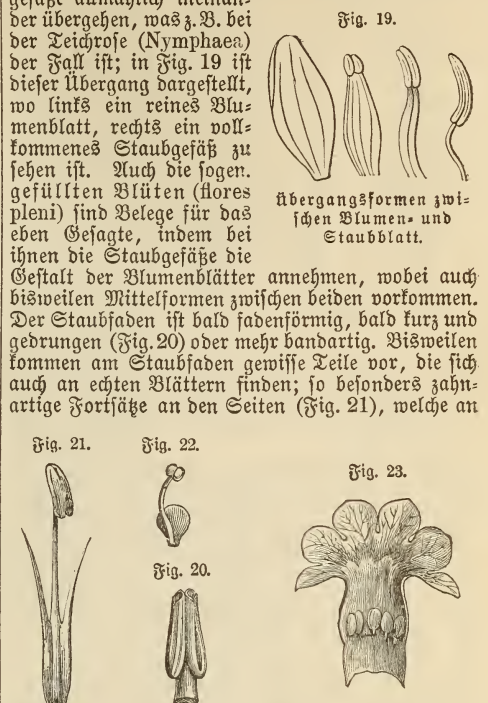 der übergehen, was z. B. bei
der Teichrose (Nymphaea)
der Fall ist; in Fig. 19 ist
dieser Übergang dargestellt,
wo links ein reines Blu-
menblatt, rechts ein voll-
kommenes Staubgefäß zu
sehen ist. Auch die sogen.
gefüllten Blüten (flores
pleni) sind Belege für das
eben Gesagte, indem bei
ihnen die Staubgefäße die
Fig. 19.
Übergangsformen zwi-
schen Blumen- und
Staubblatt.
Gestalt der Blumenblätter annehmen, wobei auch
bisweilen Mittelformen zwischen beiden vorkommen.
Der Staubfaden ist bald fadenförmig, bald kurz und
gedrungen (Fig. 20) oder mehr bandartig. Bisweilen
kommen am Staubfaden gewisse Teile vor, die sich
auch an echten Blättern finden; so besonders zahn-
artige Fortsätze an den Seiten (Fig. 21), welche an
Fig. 21.
Fig. 22.
Fig. 20.
Fig. 23.